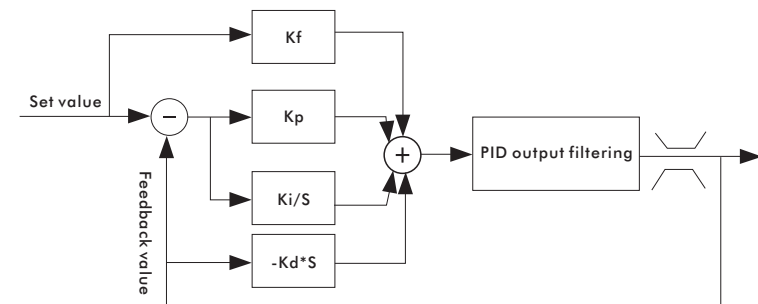 Kf
Set value
−
Kp
+
PID output filtering
Feedback value
Ki/S
-Kd*S